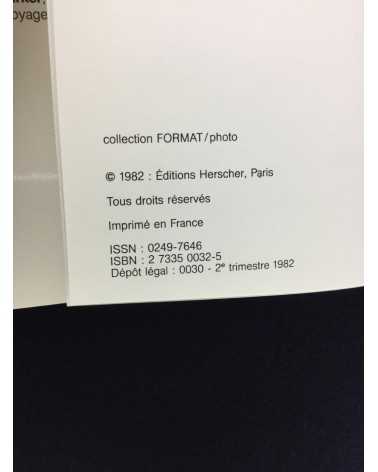 oyage
collection FORMAT/photo
© 1982 : Éditions Herscher, Paris
Tous droits réservés
Imprimé en France
ISSN : 0249-7646
ISBN : 2 7335 0032-5
Dépôt légal : 0030 - 2e trimestre 1982